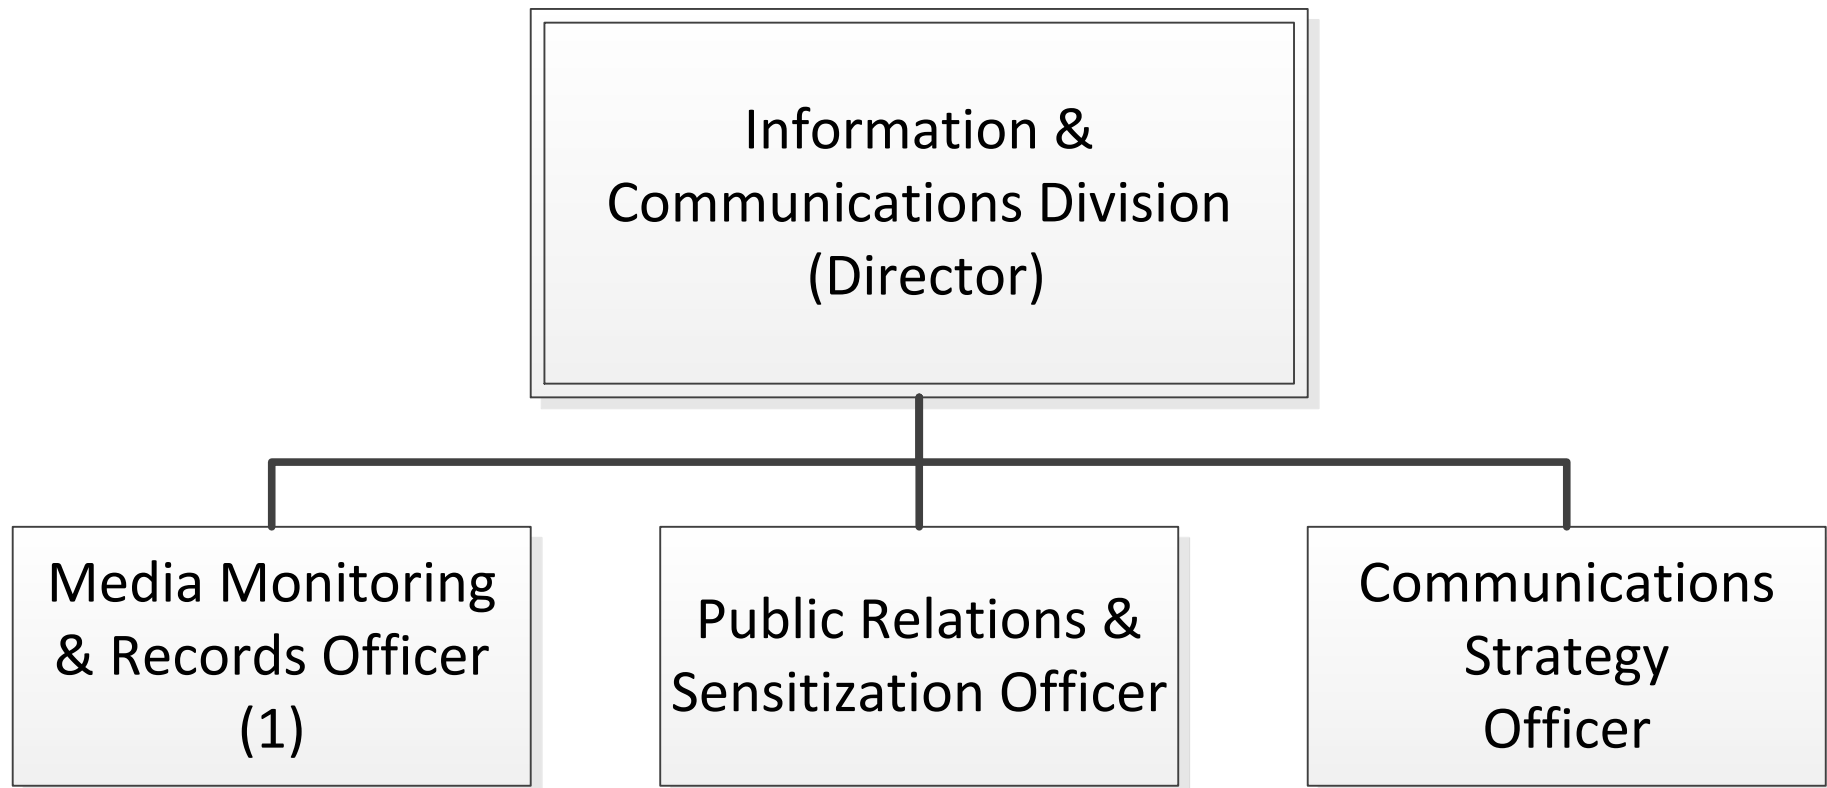 Information &
Communications Division
(Director)
Media Monitoring
& Records Officer
(1)
Public Relations &
Sensitization Officer
Communications
Strategy
Officer